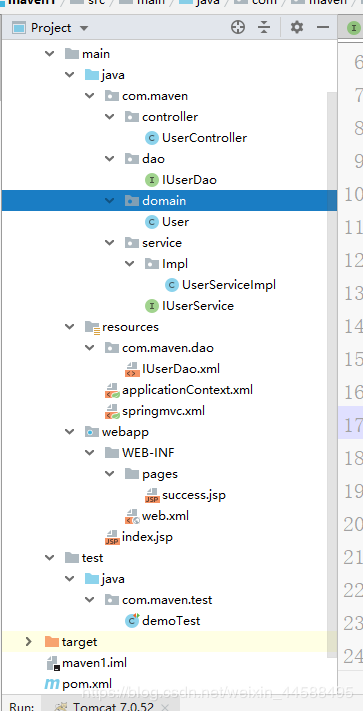 maven1 src main java com maven
Project
main
java
com.maven
controller
UserController
dao
IUserDao
domain
User
service
Impl
UserServiceImpl
IUserService
resources
com.maven.dao
IUserDao.xml
applicationContext.xml
springmvc.xml
webapp
WEB-INF
pages
success.jsp
web.xml
index.jsp
test
java
com.maven.test
demoTest
target
maven1.iml
pom.xml
6
7
8
9
10
11
12
13
14
15
16
17
18
19
20
21
22
23
24
https://blog.csdn.net/weixin_44588495
Run: Tomcat 7.0.52